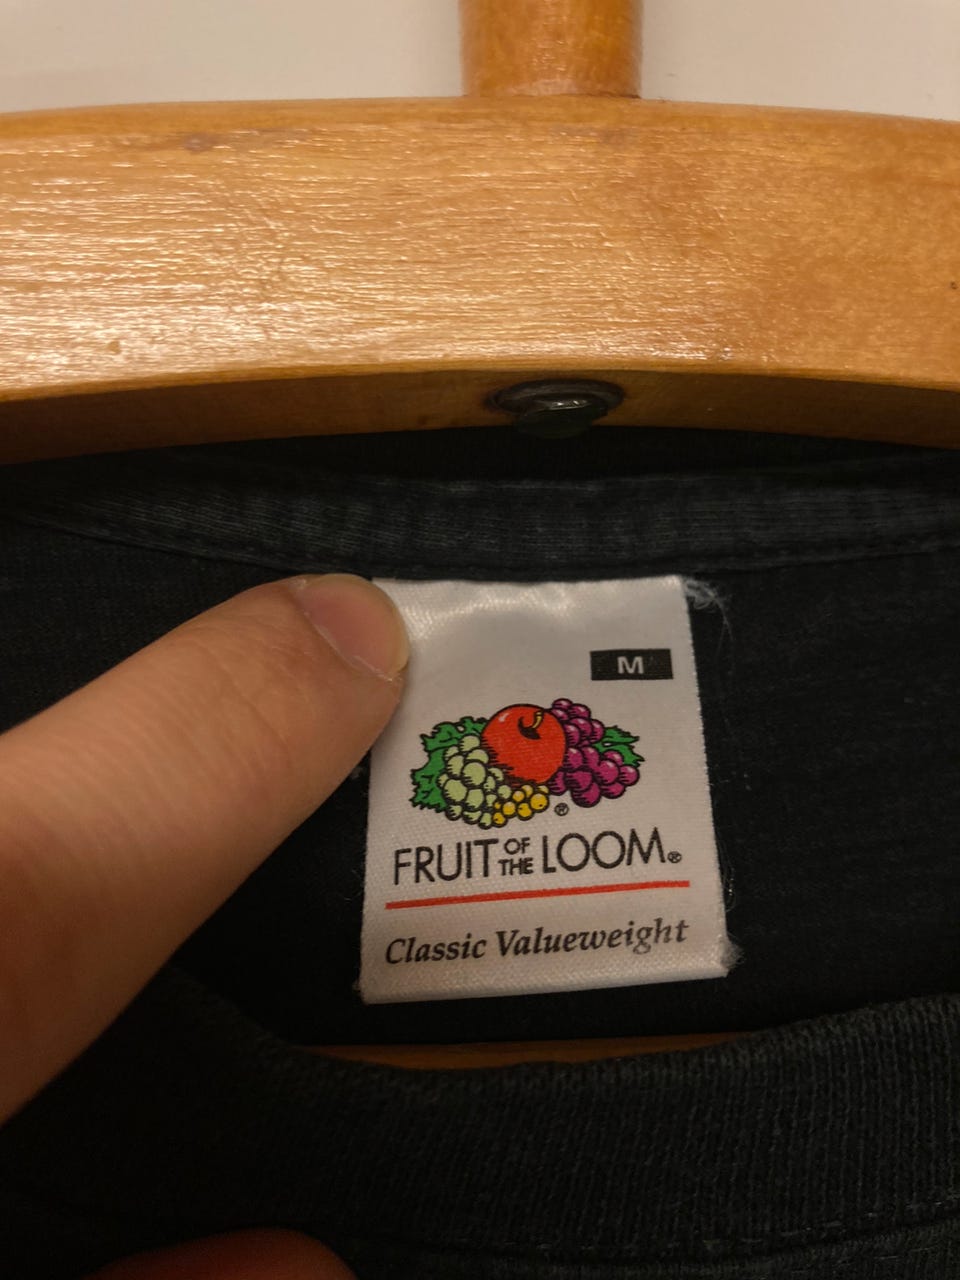 M
®
FRUIT OF THE LOOM®
Classic Valueweight